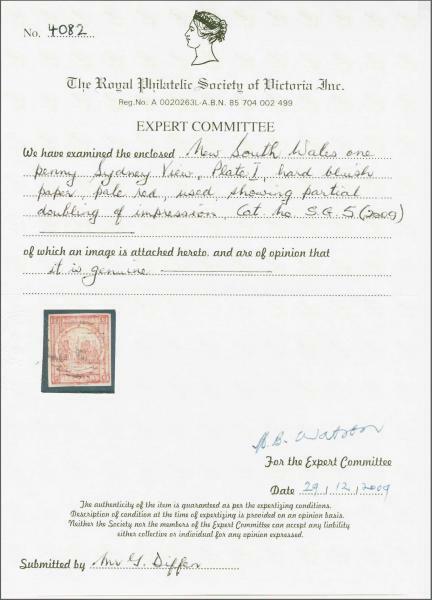 No. 4082
The Royal Philatelic Society of Victoria Inc.
Reg.No. A 0020263L-A.B.N. 85 704 002 499
EXPERT COMMITTEE
We have examined the enclosed New South Wales one
penny Sydney View, Plate I, hard bluish
paper, pale red, used showing partial
doubling of impression, Cat. no. S.G. 5 (2009)
of which an image is attached hereto. and are of opinion that
it is genuine
M.B. Watson
For the Expert Committee
Date 29, 12, 2009
The authenticity of the item is guaranteed as per the expertizing conditions.
Description of condition at the time of expertizing is provided on an opinion basis.
Neither the Society nor the members of the Expert Committee can accept any liability
either collective or individual for any opinion expressed.
Submitted by Mr G. Differ